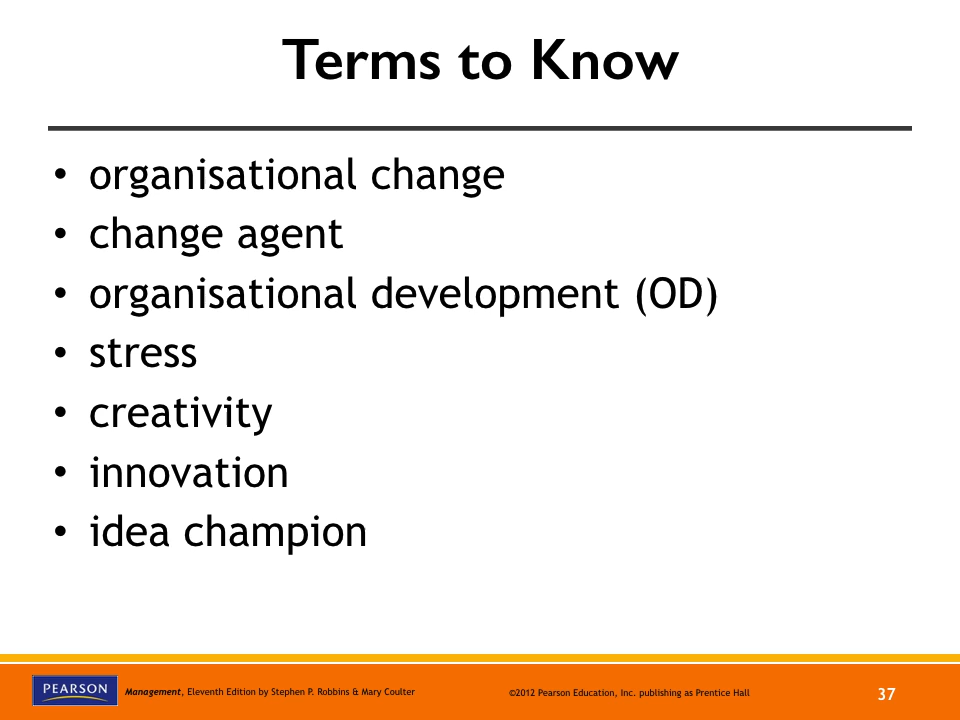 Terms to Know
• organisational change
• change agent
• organisational development (OD)
• stress
• creativity
• innovation
• idea champion
PEARSON
Management, Eleventh Edition by Stephen P. Robbins & Mary Coulter
©2012 Pearson Education, Inc. publishing as Prentice Hall
37